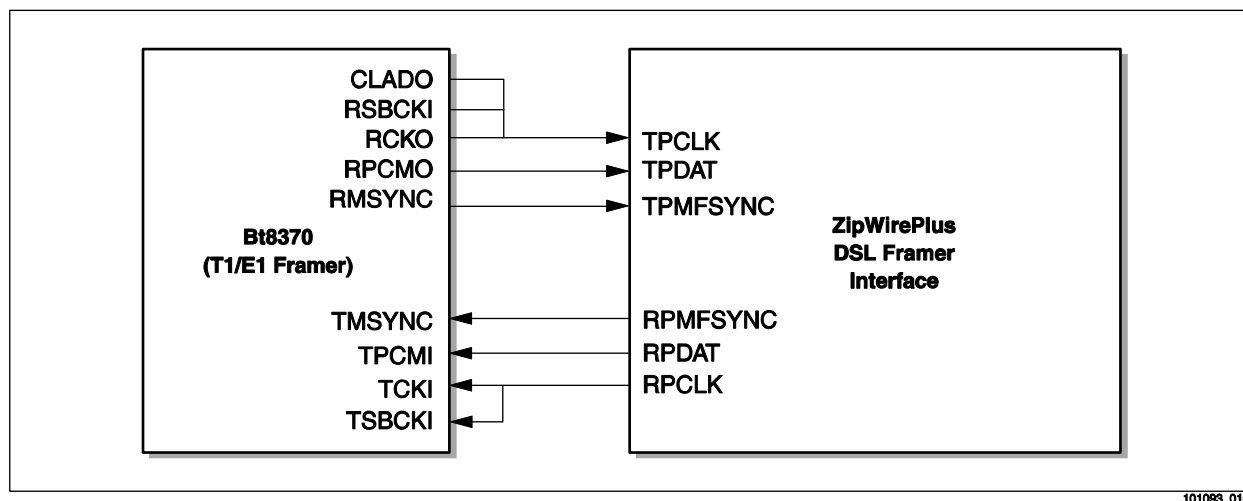 CLADO
RSBCKI
RCKO
RPCMO
RMSYNC
Bt8370
(T1/E1 Framer)
TMSYNC
TPCMI
TCKI
TSBCKI
TPCLK
TPDAT
TPMFSYNC
ZipWirePlus
DSL Framer
Interface
RPMFSYNC
RPDAT
RPCLK
101093_01